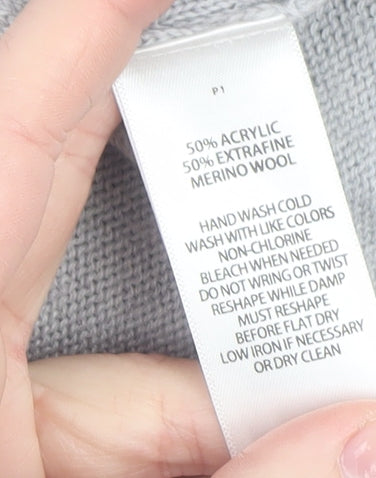 P1
50% ACRYLIC
50% EXTRAFINE
MERINO WOOL
HAND WASH COLD
WASH WITH LIKE COLORS
NON-CHLORINE
BLEACH WHEN NEEDED
DO NOT WRING OR TWIST
RESHAPE WHILE DAMP
MUST RESHAPE
BEFORE FLAT DRY
LOW IRON IF NECESSARY
OR DRY CLEAN